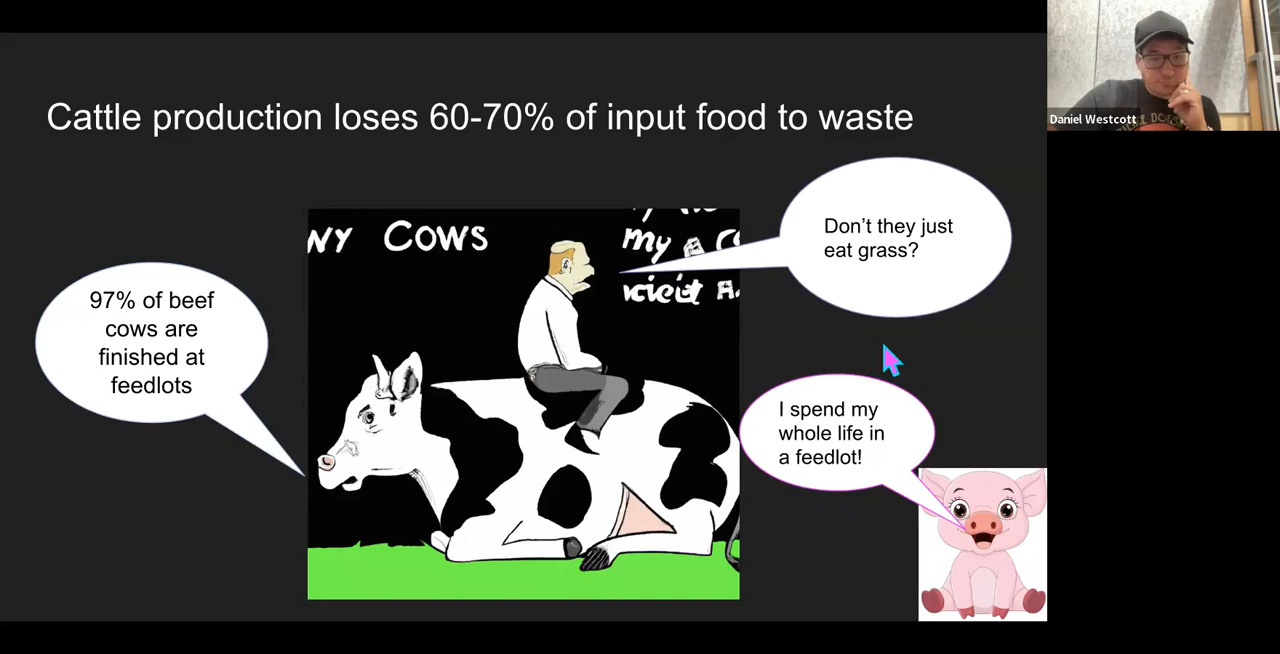 Cattle production loses 60-70% of input food to waste
Daniel Westcott
Don't they just
eat grass?
NY COWS
my a
97% of beef
cows are
finished at
feedlots
I spend my
whole life in
a feedlot!